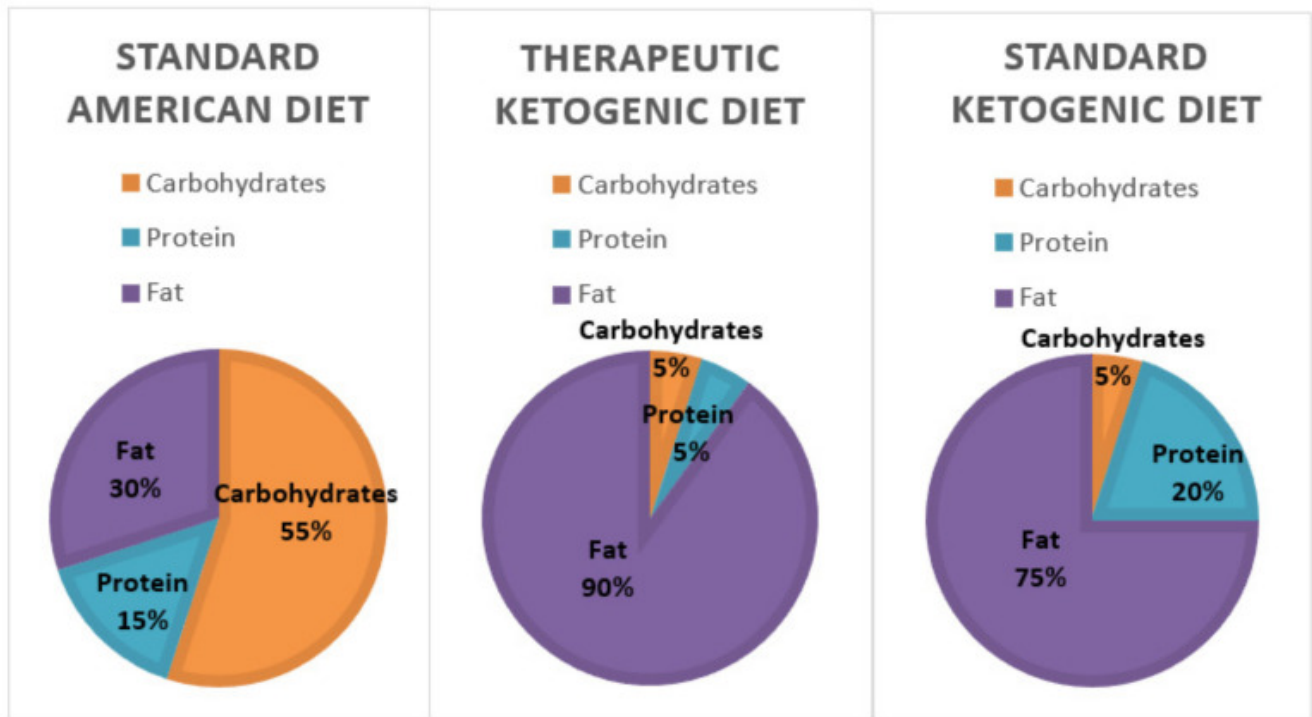 STANDARD
AMERICAN DIET
Carbohydrates
Protein
Fat
Fat
30%
Carbohydrates
55%
Protein
15%
THERAPEUTIC
KETOGENIC DIET
Carbohydrates
Protein
Fat
Carbohydrates
5%
Protein
5%
Fat
90%
STANDARD
KETOGENIC DIET
Carbohydrates
Protein
Fat
Carbohydrates
5%
Protein
20%
Fat
75%